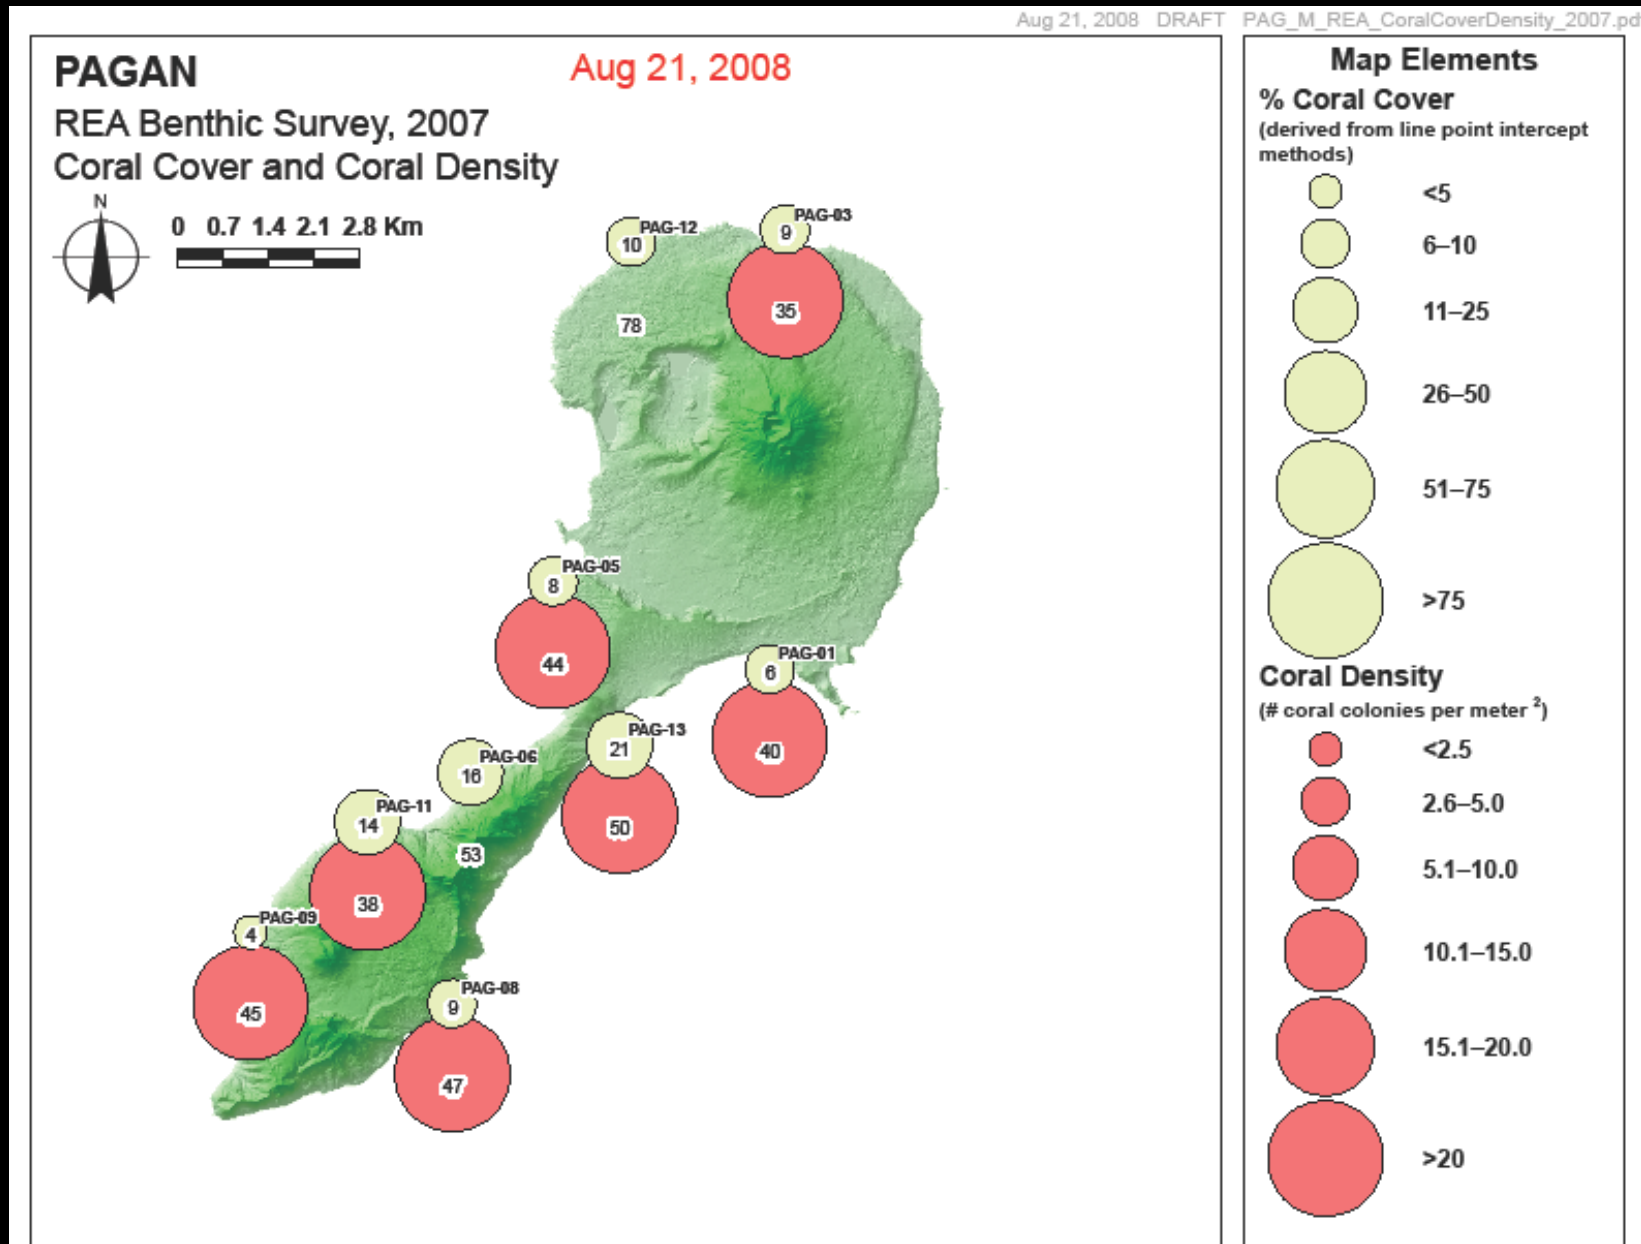 Aug 21, 2008 DRAFT PAG_M_REA_CoralCoverDensity_2007.pd
PAGAN
Aug 21, 2008
REA Benthic Survey, 2007
Coral Cover and Coral Density
N
0 0.7 1.4 2.1 2.8 Km
PAG-12
10
78
PAG-03
9
35
PAG-05
8
44
PAG-01
6
40
PAG-13
21
50
PAG-06
16
53
PAG-11
14
38
PAG-09
4
45
PAG-08
9
47
Map Elements
% Coral Cover
(derived from line point intercept
methods)
<5
6–10
11–25
26–50
51–75
>75
Coral Density
(# coral colonies per meter ²)
<2.5
2.6–5.0
5.1–10.0
10.1–15.0
15.1–20.0
>20